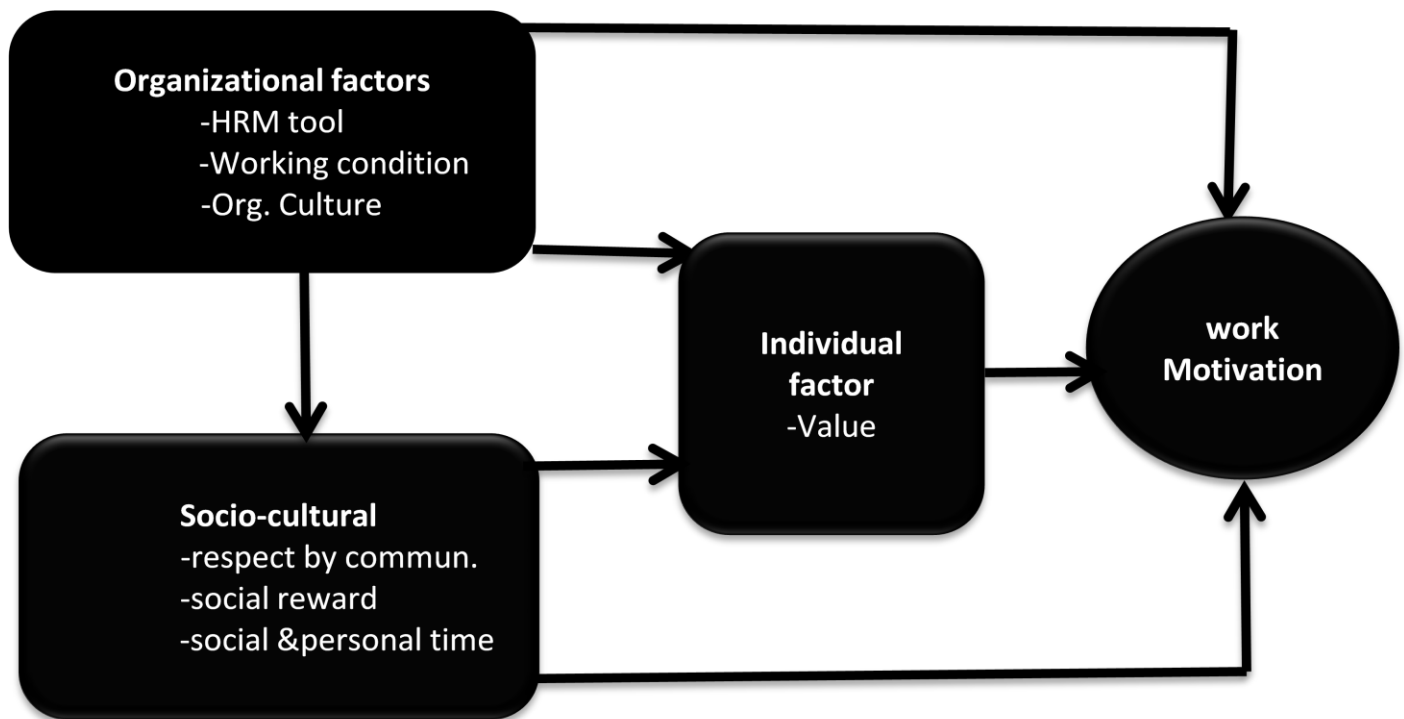 Organizational factors
-HRM tool
-Working condition
-Org. Culture
Individual
factor
-Value
work
Motivation
Socio-cultural
-respect by commun.
-social reward
-social &personal time